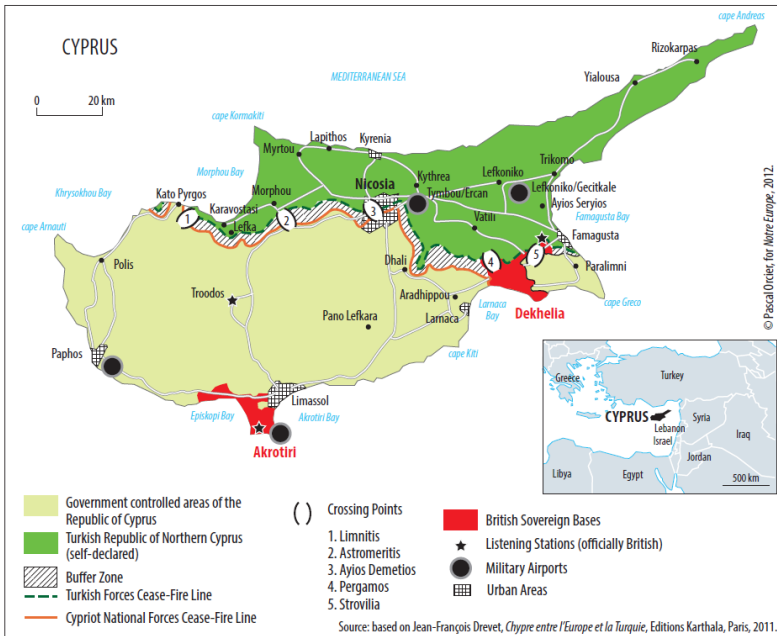 CYPRUS
0 20 km
MEDITERRANEAN SEA
cape Andreas
Rizokarpas
Yialousa
cape Kormakiti
Lapithos
Kyrenia
Myrtou
Morphou Bay
Kythrea
Lefkoniko
Trikomo
Khrysokhou Bay
Kato Pyrgos
Nicosia
Tymbou/Ercan
Lefkoniko/Gecitkale
Morphou
Karavostasi
Ayios Seryios
cape Arnauti
1
2
3
Lefka
Vatili
Famagusta Bay
Famagusta
Polis
Dhali
4
5
Paralimni
Troodos
Aradhippou
Larnaca Bay
Dekhelia
cape Greco
Pano Lefkara
Larnaca
Paphos
cape Kiti
Limassol
Episkopi Bay
Akrotiri Bay
Akrotiri
© Pascal Orcier, for Notre Europe, 2012.
Greece
Turkey
CYPRUS
Syria
Lebanon
Israel
Iraq
Jordan
Libya
Egypt
500 km
Government controlled areas of the
Republic of Cyprus
Turkish Republic of Northern Cyprus
(self-declared)
Buffer Zone
Turkish Forces Cease-Fire Line
Cypriot National Forces Cease-Fire Line
Crossing Points
1. Limnitis
2. Astromeritis
3. Ayios Demetios
4. Pergamos
5. Strovilia
British Sovereign Bases
Listening Stations (officially British)
Military Airports
Urban Areas
Source: based on Jean-François Drevet, Chypre entre l'Europe et la Turquie, Editions Karthala, Paris, 2011.